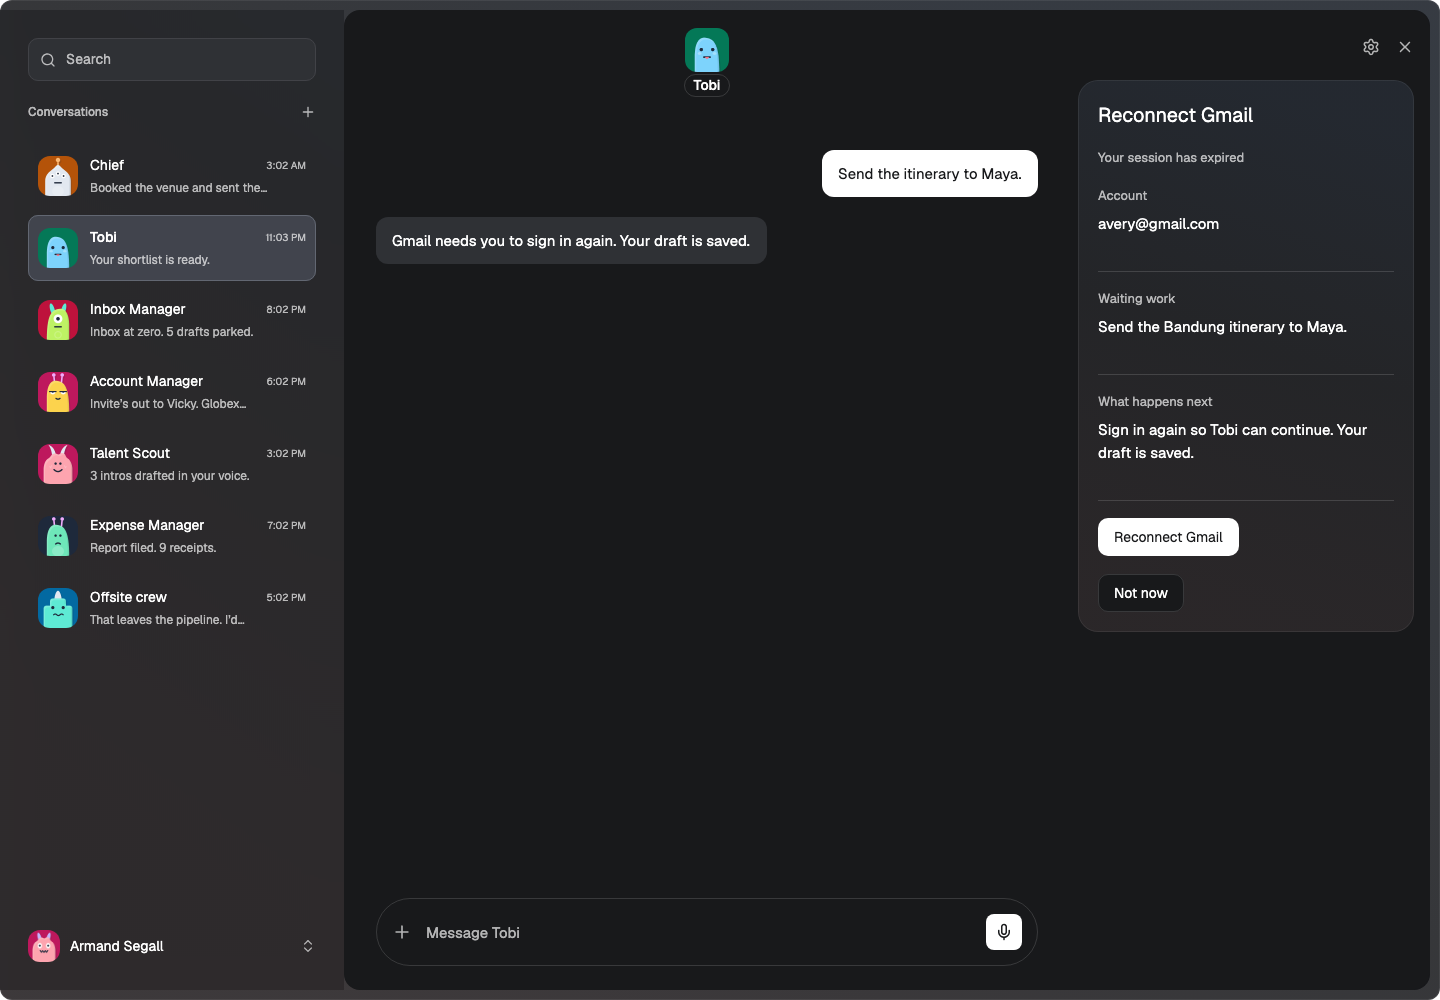 Search
Conversations
Chief
3:02 AM
Booked the venue and sent the...
Tobi
11:03 PM
Your shortlist is ready.
Inbox Manager
8:02 PM
Inbox at zero. 5 drafts parked.
Account Manager
6:02 PM
Invite's out to Vicky. Globex...
Talent Scout
3:02 PM
3 intros drafted in your voice.
Expense Manager
7:02 PM
Report filed. 9 receipts.
Offsite crew
5:02 PM
That leaves the pipeline. I'd...
Armand Segall
Tobi
Send the itinerary to Maya.
Gmail needs you to sign in again. Your draft is saved.
Message Tobi
Reconnect Gmail
Your session has expired
Account
avery@gmail.com
Waiting work
Send the Bandung itinerary to Maya.
What happens next
Sign in again so Tobi can continue. Your
draft is saved.
Reconnect Gmail
Not now